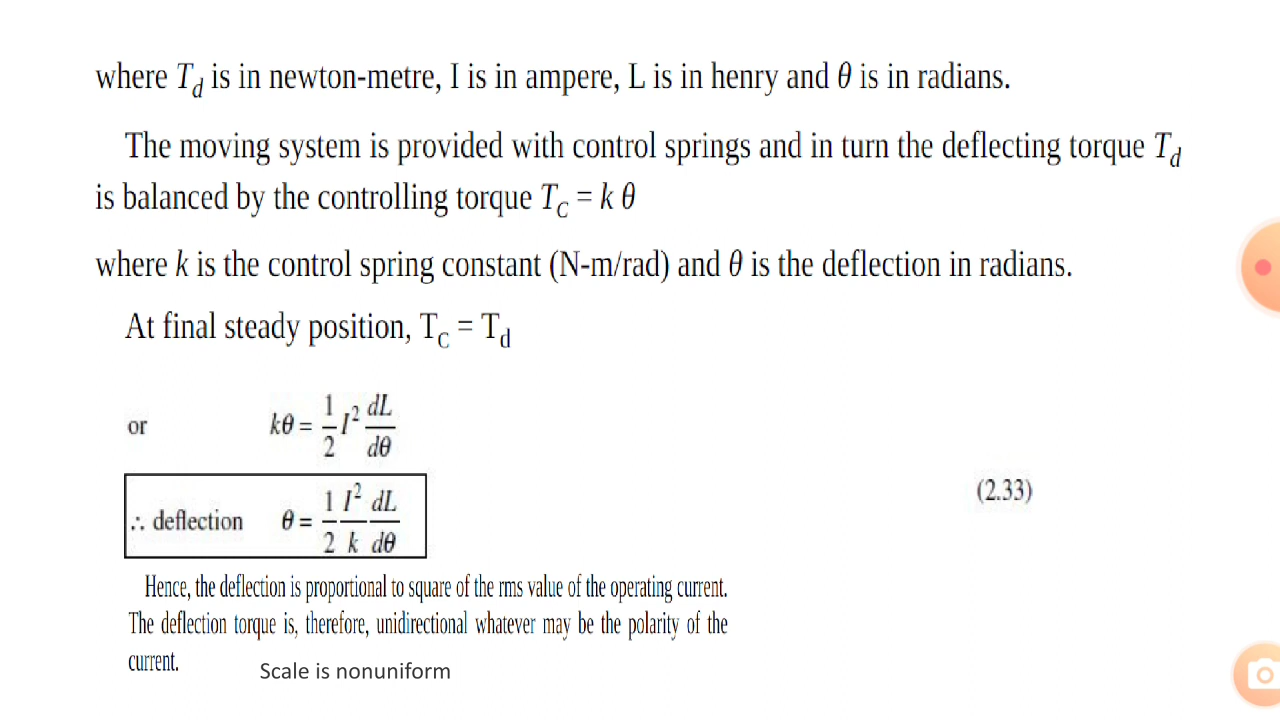 where T_d is in newton-metre, I is in ampere, L is in henry and θ is in radians.
The moving system is provided with control springs and in turn the deflecting torque T_d
is balanced by the controlling torque T_C = k θ
where k is the control spring constant (N-m/rad) and θ is the deflection in radians.
At final steady position, T_C = T_d
or kθ = 1/2 I² dL/dθ
∴ deflection θ = 1/2 I²/k dL/dθ (2.33)
Hence, the deflection is proportional to square of the rms value of the operating current.
The deflection torque is, therefore, unidirectional whatever may be the polarity of the
current.
Scale is nonuniform